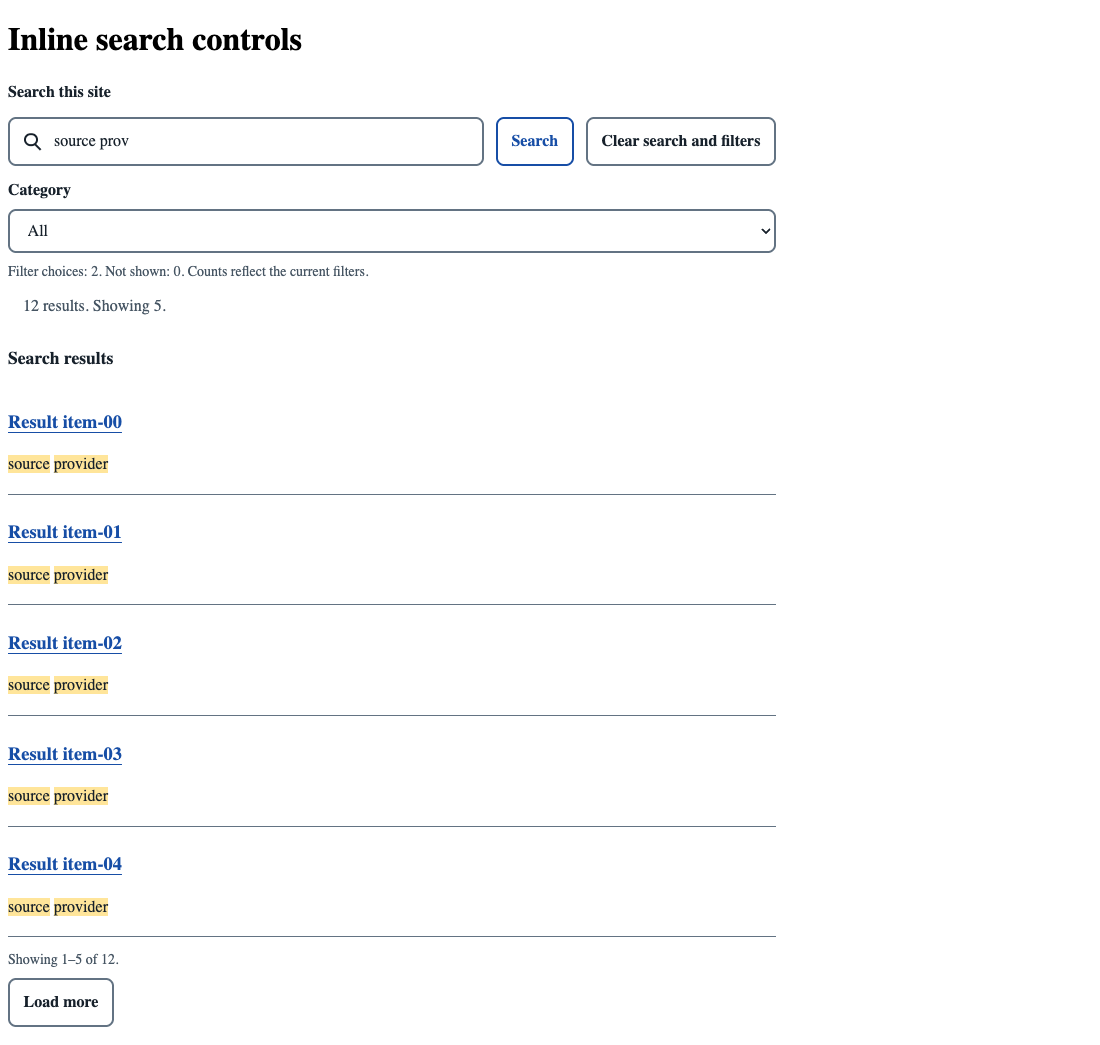 Inline search controls
Search this site
source prov
Search
Clear search and filters
Category
All
Filter choices: 2. Not shown: 0. Counts reflect the current filters.
12 results. Showing 5.
Search results
Result item-00
source provider
Result item-01
source provider
Result item-02
source provider
Result item-03
source provider
Result item-04
source provider
Showing 1–5 of 12.
Load more